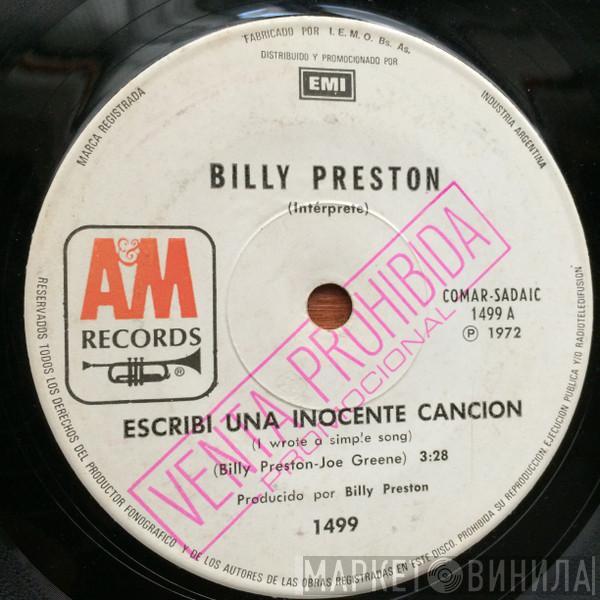 FABRICADO POR I.E.M.O. Bs. As.
DISTRIBUIDO Y PROMOCIONADO POR
EMI
MARCA REGISTRADA
INDUSTRIA ARGENTINA
BILLY PRESTON
(Intérprete)
A&M
RECORDS
®
COMAR-SADAIC
1499 A
Ⓟ 1972
VENTA PROHIBIDA
PROMOCIONAL
ESCRIBI UNA INOCENTE CANCION
(I wrote a simple song)
(Billy Preston-Joe Greene) 3:28
Producido por Billy Preston
1499
RESERVADOS TODOS LOS DERECHOS DEL PRODUCTOR FONOGRAFICO Y DE LOS AUTORES DE LAS OBRAS REGISTRADAS EN ESTE DISCO. PROHIBIDA SU REPRODUCCION, EJECUCION PUBLICA Y/O RADIOTELEDIFUSION
МАРКЕТ ВИНИЛА